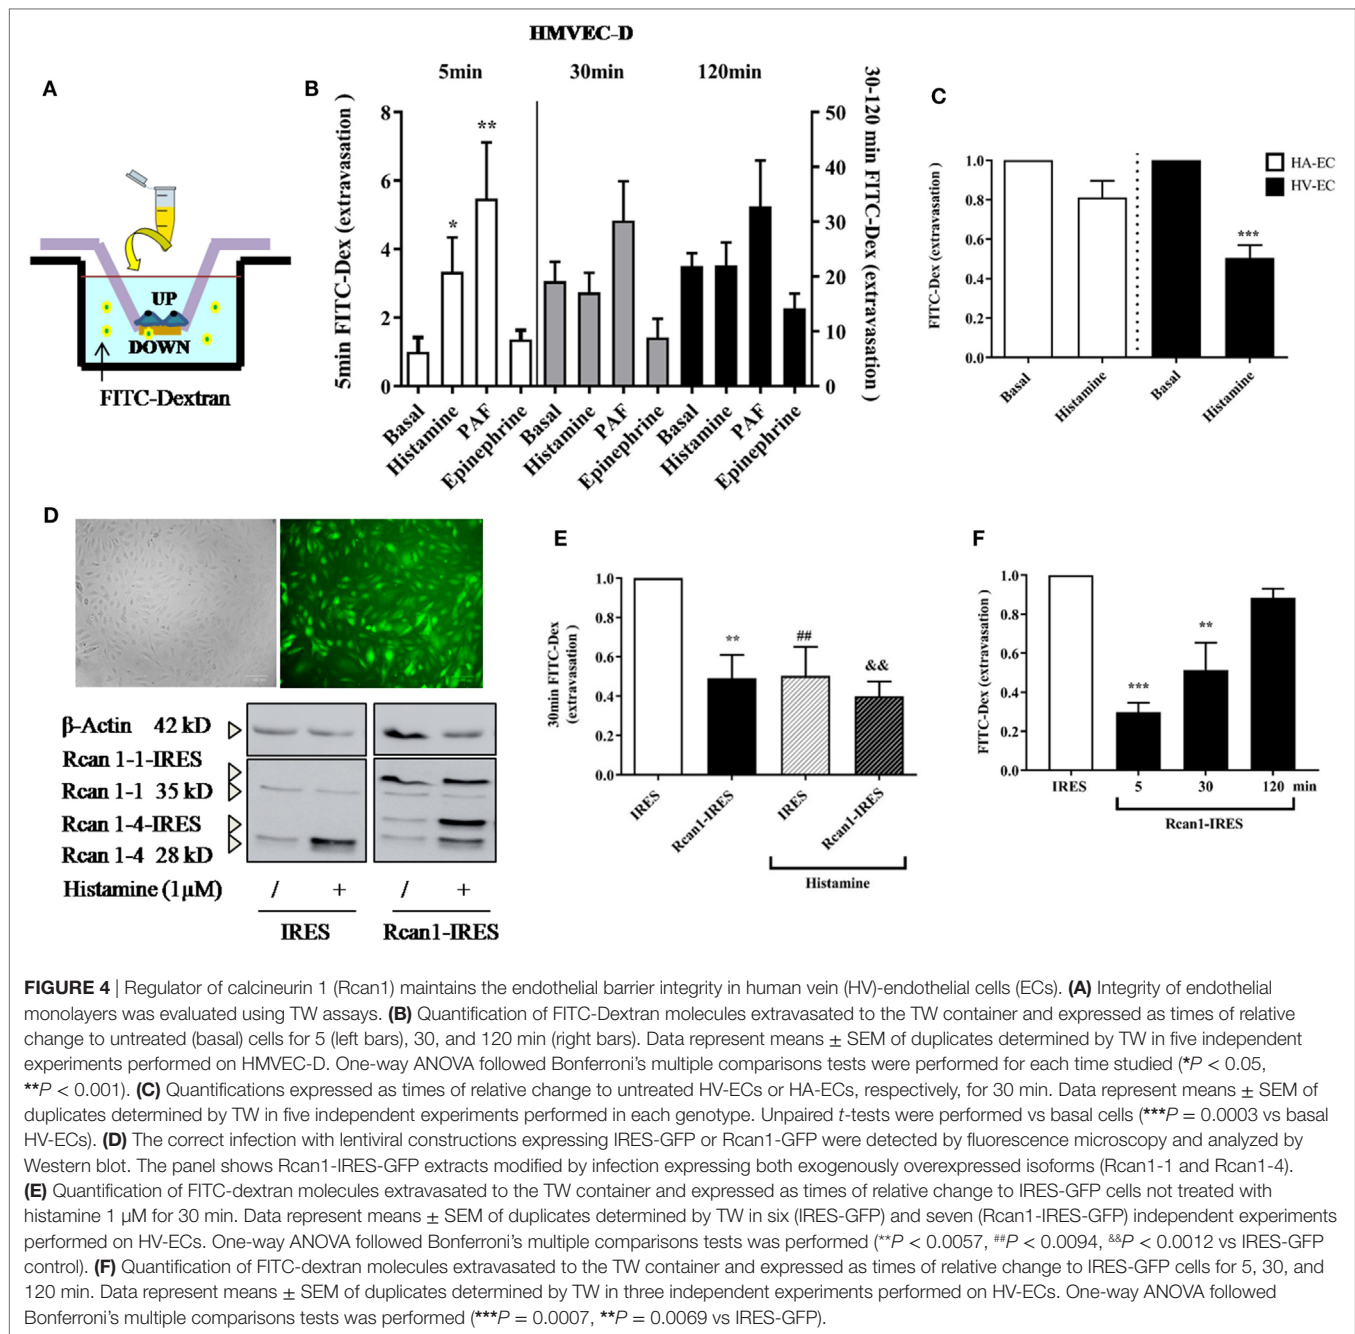 HMVEC-D
A
UP
DOWN
FITC-Dextran
B
5min
30min
120min
5min FITC-Dex (extravasation )
8
6
4
2
0
*
**
50
40
30
20
10
0
30-120 min FITC-Dex (extravasation )
Basal
Histamine
PAF
Epinephrine
Basal
Histamine
PAF
Epinephrine
Basal
Histamine
PAF
Epinephrine
C
FITC-Dex (extravasation )
1.0
0.8
0.6
0.4
0.2
0.0
***
HA-EC
HV-EC
Basal
Histamine
Basal
Histamine
D
β-Actin 42 kD
Rcan 1-1-IRES
Rcan 1-1 35 kD
Rcan 1-4-IRES
Rcan 1-4 28 kD
Histamine (1μM) / + / +
IRES
Rcan1-IRES
E
30min FITC-Dex
(extravasation )
1.0
0.8
0.6
0.4
0.2
0.0
**
##
&&
IRES
Rcan1-IRES
IRES
Rcan1-IRES
Histamine
F
FITC-Dex (extravasation )
1.0
0.8
0.6
0.4
0.2
0.0
***
**
IRES 5 30 120 min
Rcan1-IRES
FIGURE 4 | Regulator of calcineurin 1 (Rcan1) maintains the endothelial barrier integrity in human vein (HV)-endothelial cells (ECs). (A) Integrity of endothelial
monolayers was evaluated using TW assays. (B) Quantification of FITC-Dextran molecules extravasated to the TW container and expressed as times of relative
change to untreated (basal) cells for 5 (left bars), 30, and 120 min (right bars). Data represent means ± SEM of duplicates determined by TW in five independent
experiments performed on HMVEC-D. One-way ANOVA followed Bonferroni's multiple comparisons tests were performed for each time studied (*P < 0.05,
**P < 0.001). (C) Quantifications expressed as times of relative change to untreated HV-ECs or HA-ECs, respectively, for 30 min. Data represent means ± SEM of
duplicates determined by TW in five independent experiments performed in each genotype. Unpaired t-tests were performed vs basal cells (***P = 0.0003 vs basal
HV-ECs). (D) The correct infection with lentiviral constructions expressing IRES-GFP or Rcan1-GFP were detected by fluorescence microscopy and analyzed by
Western blot. The panel shows Rcan1-IRES-GFP extracts modified by infection expressing both exogenously overexpressed isoforms (Rcan1-1 and Rcan1-4).
(E) Quantification of FITC-dextran molecules extravasated to the TW container and expressed as times of relative change to IRES-GFP cells not treated with
histamine 1 μM for 30 min. Data represent means ± SEM of duplicates determined by TW in six (IRES-GFP) and seven (Rcan1-IRES-GFP) independent experiments
performed on HV-ECs. One-way ANOVA followed Bonferroni's multiple comparisons tests was performed (**P < 0.0057, ##P < 0.0094, &&P < 0.0012 vs IRES-GFP
control). (F) Quantification of FITC-dextran molecules extravasated to the TW container and expressed as times of relative change to IRES-GFP cells for 5, 30, and
120 min. Data represent means ± SEM of duplicates determined by TW in three independent experiments performed on HV-ECs. One-way ANOVA followed
Bonferroni's multiple comparisons tests was performed (***P = 0.0007, **P = 0.0069 vs IRES-GFP).